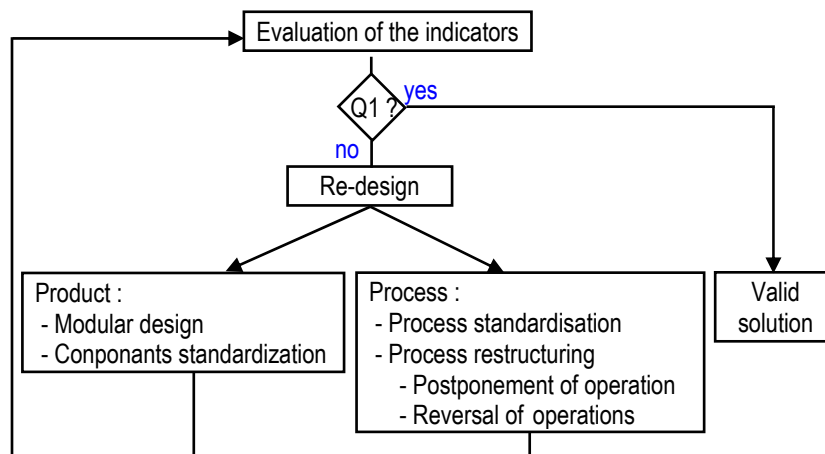 Evaluation of the indicators
Q1 ?
yes
no
Re-design
Product :
- Modular design
- Conponants standardization
Process :
- Process standardisation
- Process restructuring
- Postponement of operation
- Reversal of operations
Valid
solution